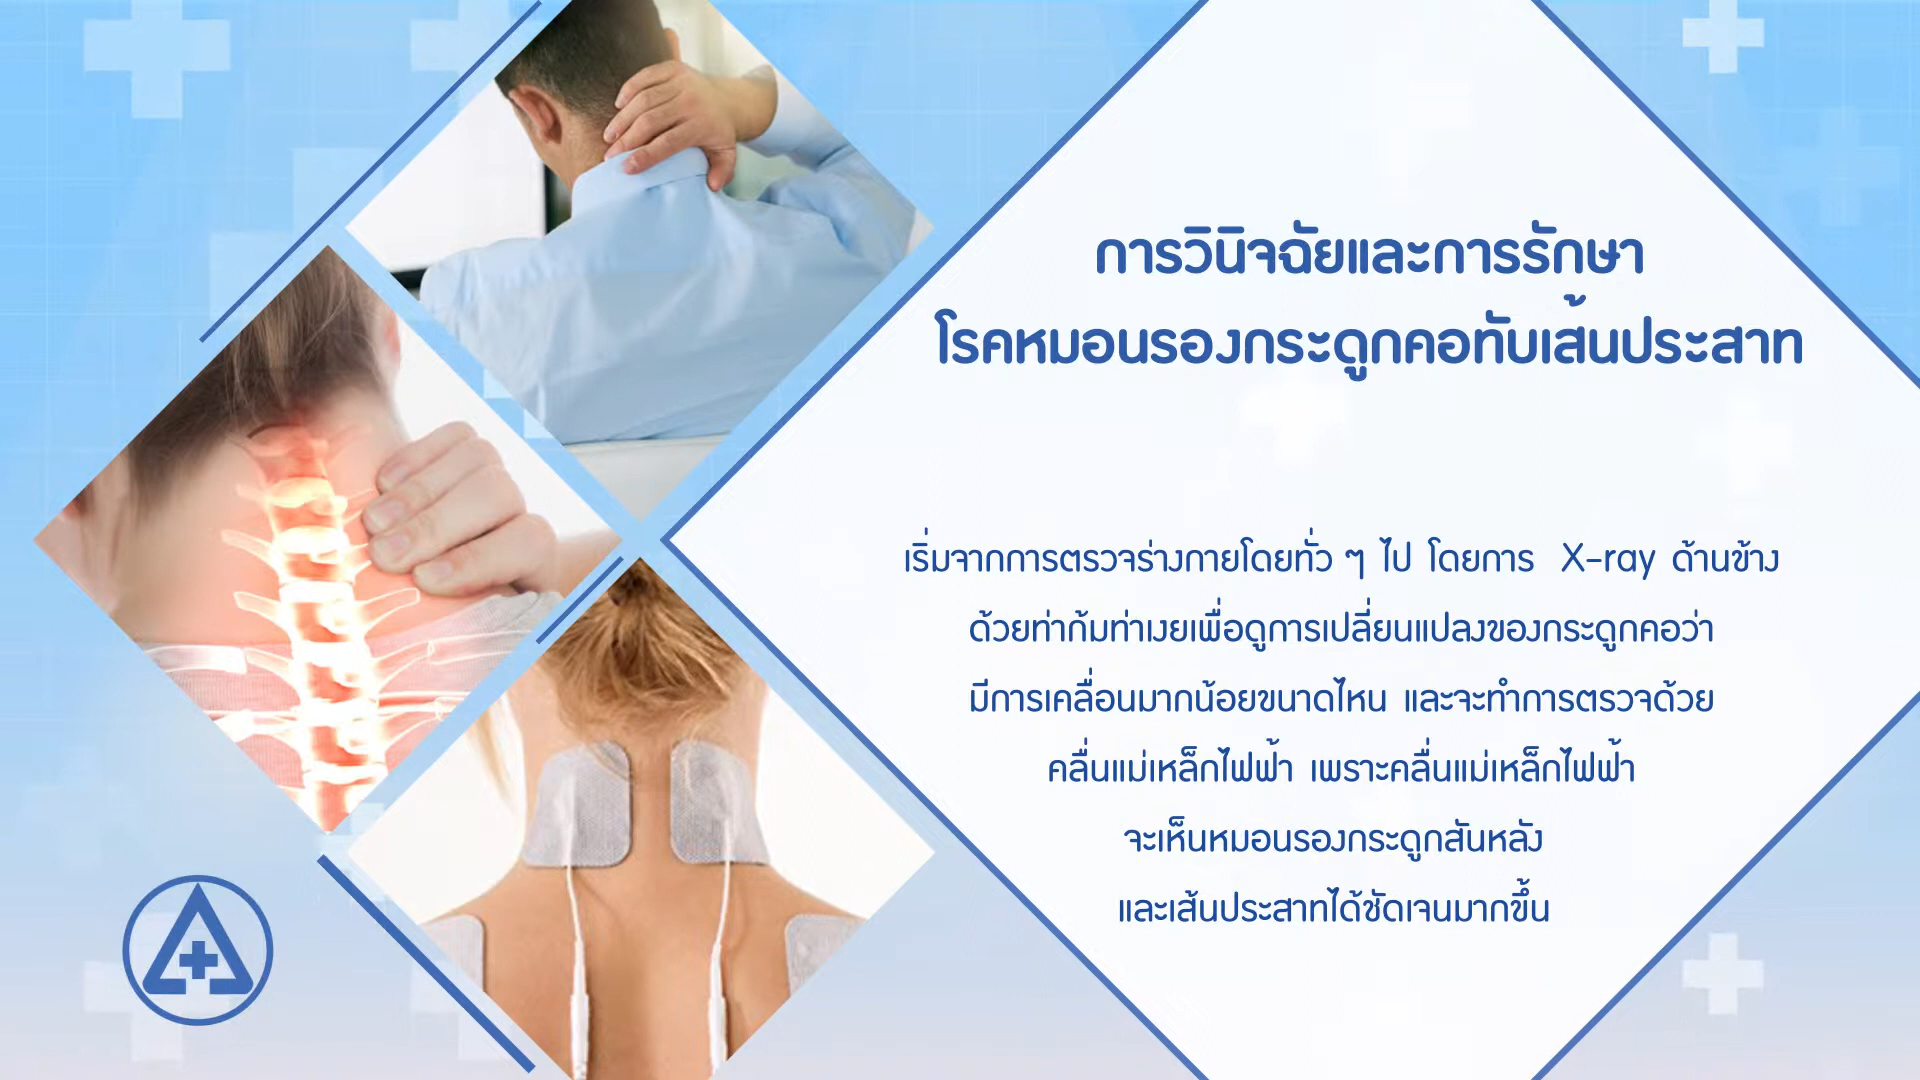 การวินิจฉัยและการรักษา
โรคหมอนรองกระดูกคอทับเส้นประสาท
เริ่มจากการตรวจร่างกายโดยทั่ว ๆ ไป โดยการ X-ray ด้านข้าง
ด้วยท่าก้มท่าเงยเพื่อดูการเปลี่ยนแปลงของกระดูกคอว่า
มีการเคลื่อนมากน้อยขนาดไหน และจะทำการตรวจด้วย
คลื่นแม่เหล็กไฟฟ้า เพราะคลื่นแม่เหล็กไฟฟ้า
จะเห็นหมอนรองกระดูกสันหลัง
และเส้นประสาทได้ชัดเจนมากขึ้น